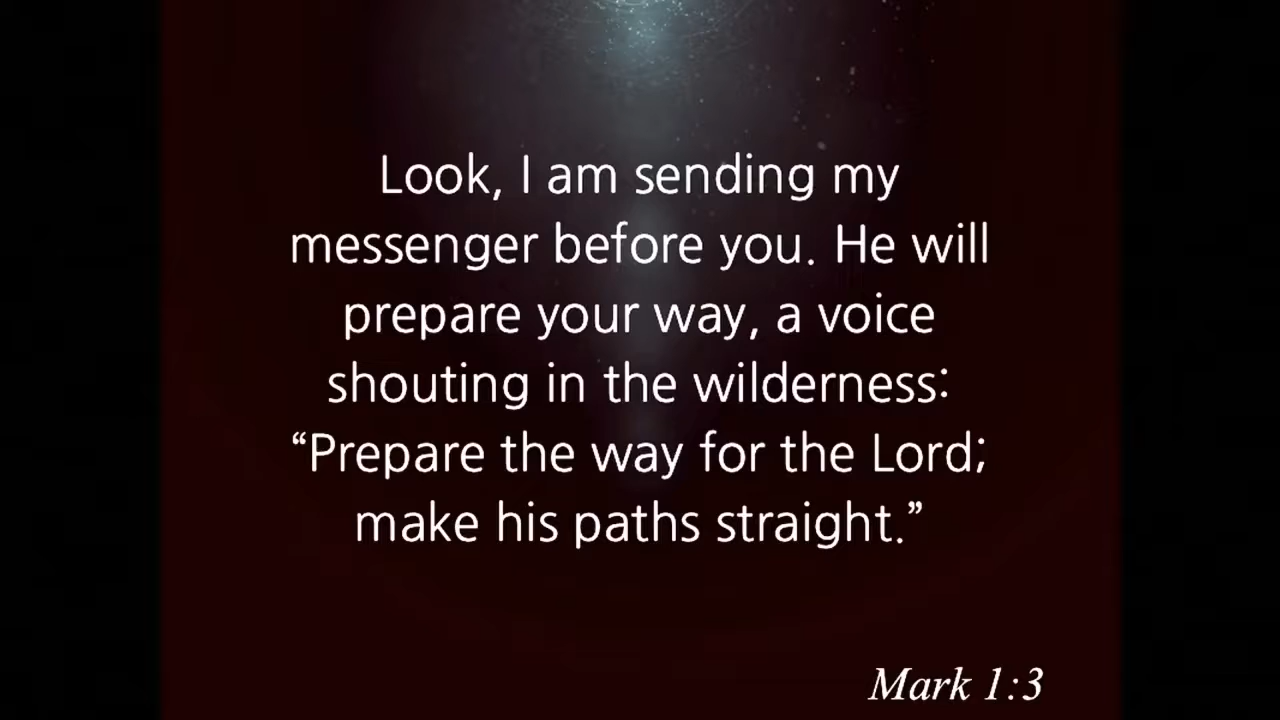 Look, I am sending my
messenger before you. He will
prepare your way, a voice
shouting in the wilderness:
“Prepare the way for the Lord;
make his paths straight.”
Mark 1:3